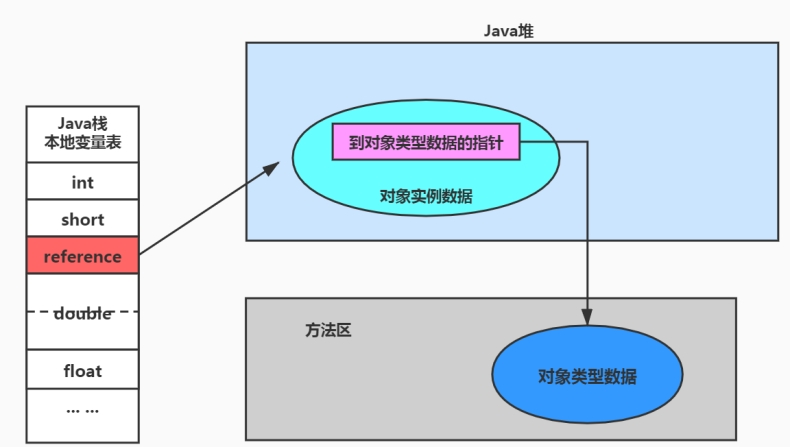 Java堆
Java栈
本地变量表
int
short
reference
double
float
... ...
到对象类型数据的指针
对象实例数据
方法区
对象类型数据